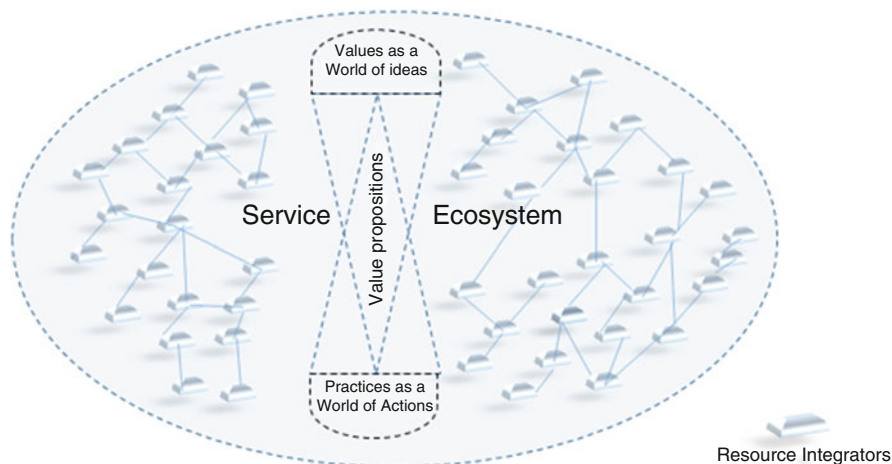 Values as a
World of ideas
Service
Value propositions
Ecosystem
Practices as a
World of Actions
Resource Integrators